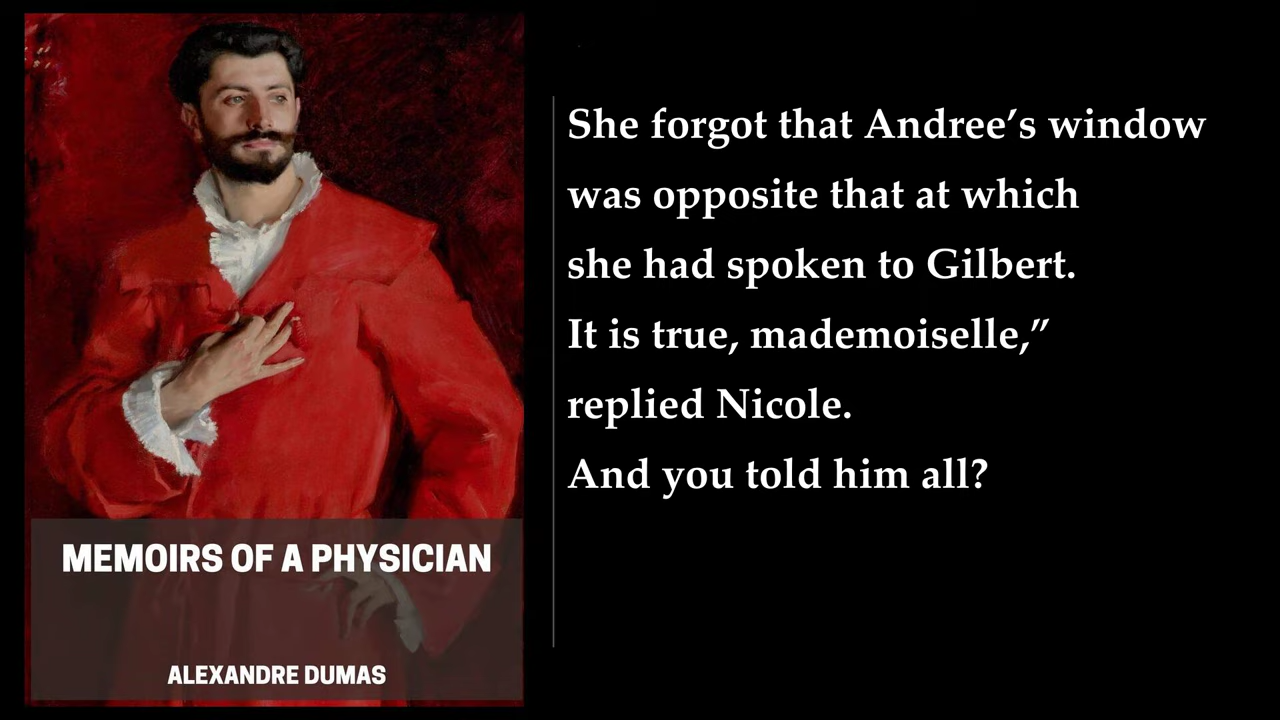 She forgot that Andree’s window
was opposite that at which
she had spoken to Gilbert.
It is true, mademoiselle,”
replied Nicole.
And you told him all?
MEMOIRS OF A PHYSICIAN
ALEXANDRE DUMAS